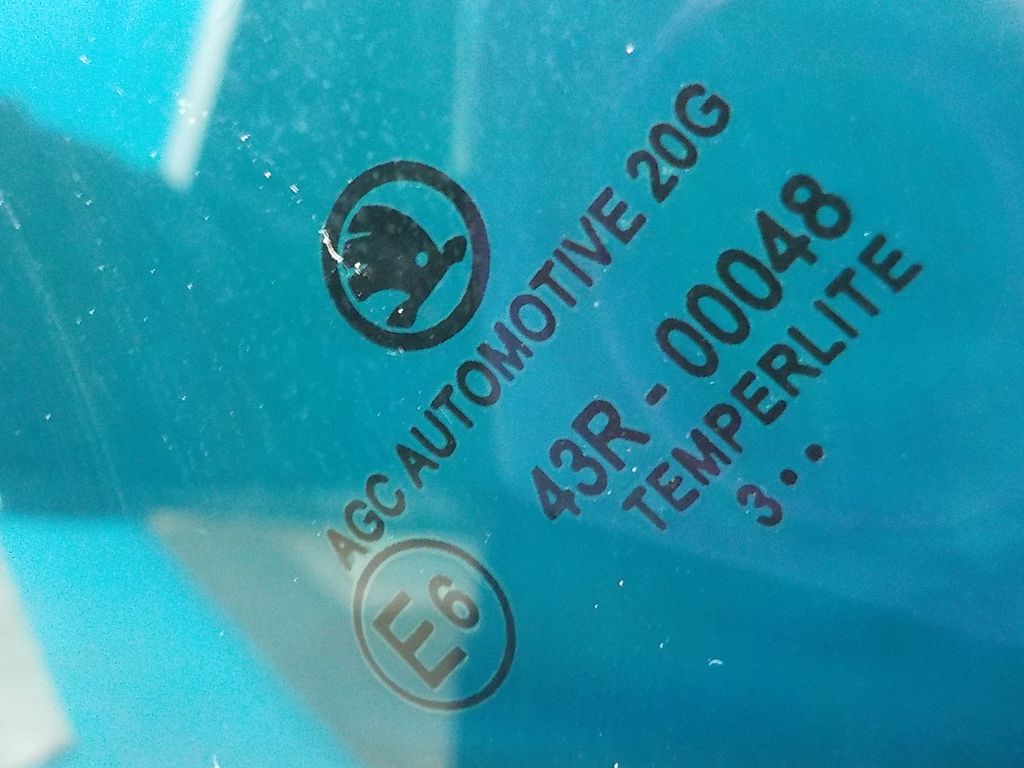 AGC AUTOMOTIVE 20G
E6 43R - 00048
TEMPERLITE
3..